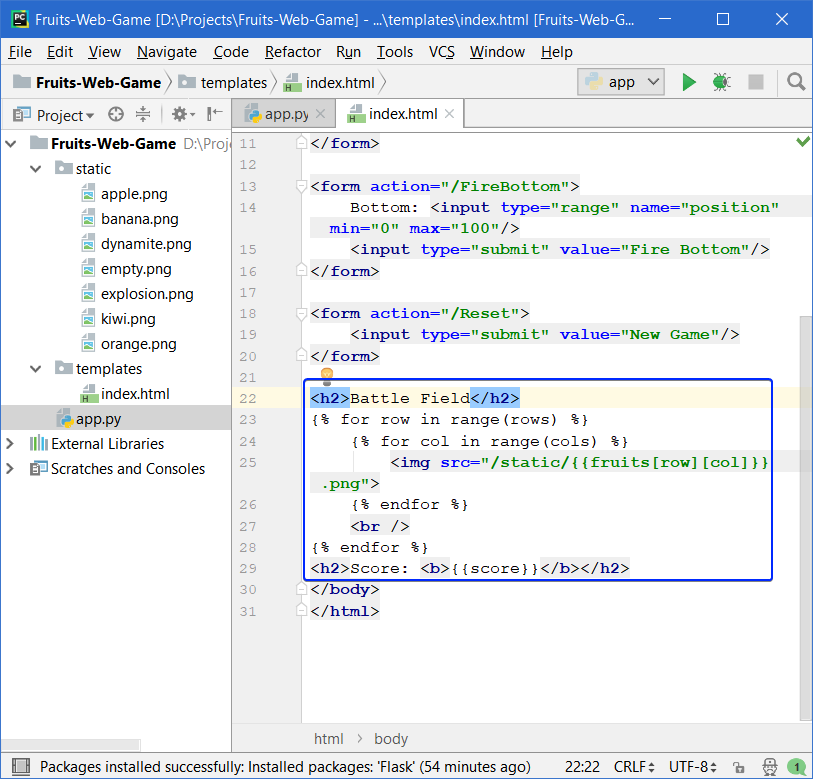 PC Fruits-Web-Game [D:\Projects\Fruits-Web-Game] - ...\templates\index.html [Fruits-Web-G...
File Edit View Navigate Code Refactor Run Tools VCS Window Help
Fruits-Web-Game templates index.html app
Project
app.py index.html
Fruits-Web-Game D:\Proj
static
apple.png
banana.png
dynamite.png
empty.png
explosion.png
kiwi.png
orange.png
templates
index.html
app.py
External Libraries
Scratches and Consoles
11 </form>
12
13 <form action="/FireBottom">
14 Bottom: <input type="range" name="position"
min="0" max="100"/>
15 <input type="submit" value="Fire Bottom"/>
16 </form>
17
18 <form action="/Reset">
19 <input type="submit" value="New Game"/>
20 </form>
21
22 <h2>Battle Field</h2>
23 {% for row in range(rows) %}
24 {% for col in range(cols) %}
25 <img src="/static/{{fruits[row][col]}}
.png">
26 {% endfor %}
27 <br />
28 {% endfor %}
29 <h2>Score: <b>{{score}}</b></h2>
30 </body>
31 </html>
html body
Packages installed successfully: Installed packages: 'Flask' (54 minutes ago) 22:22 CRLF UTF-8 1